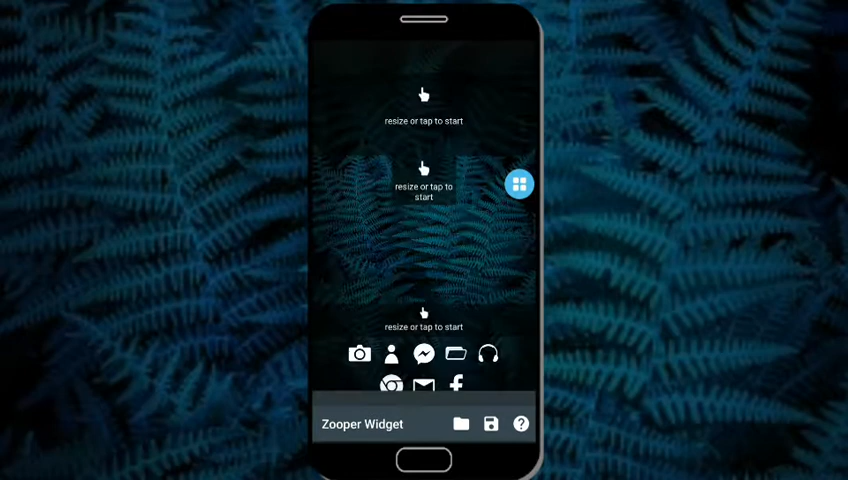 resize or tap to start
resize or tap to
start
resize or tap to start
Zooper Widget